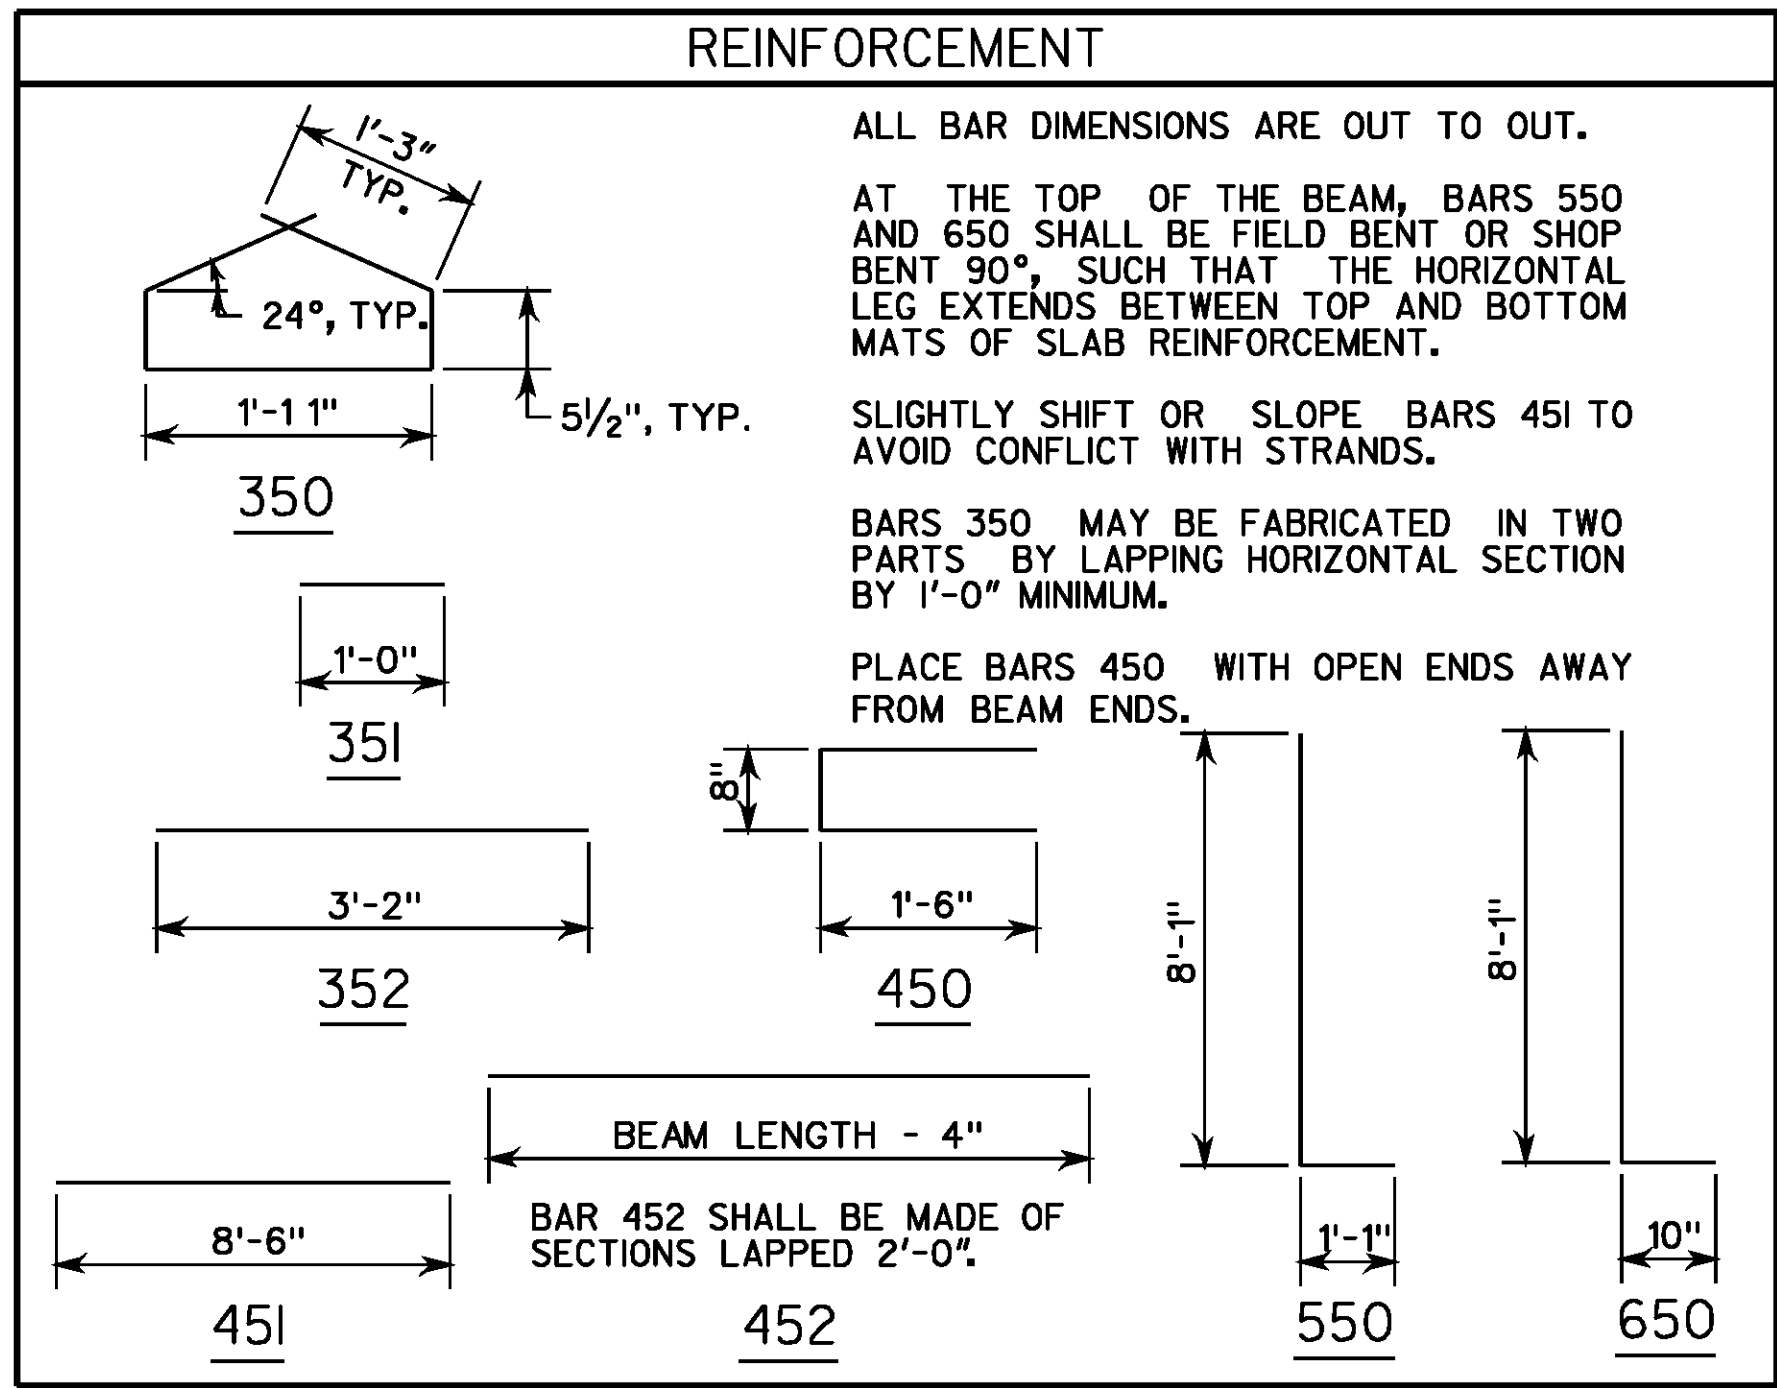 REINFORCEMENT
1'-3"
TYP.
24°, TYP.
1'-1 1"
5 1/2", TYP.
350
1'-0"
351
3'-2"
352
8'-6"
451
ALL BAR DIMENSIONS ARE OUT TO OUT.
AT THE TOP OF THE BEAM, BARS 550
AND 650 SHALL BE FIELD BENT OR SHOP
BENT 90°, SUCH THAT THE HORIZONTAL
LEG EXTENDS BETWEEN TOP AND BOTTOM
MATS OF SLAB REINFORCEMENT.
SLIGHTLY SHIFT OR SLOPE BARS 451 TO
AVOID CONFLICT WITH STRANDS.
BARS 350 MAY BE FABRICATED IN TWO
PARTS BY LAPPING HORIZONTAL SECTION
BY 1'-0" MINIMUM.
PLACE BARS 450 WITH OPEN ENDS AWAY
FROM BEAM ENDS.
8"
1'-6"
450
BEAM LENGTH - 4"
BAR 452 SHALL BE MADE OF
SECTIONS LAPPED 2'-0".
452
8'-1"
1'-1"
550
8'-1"
10"
650